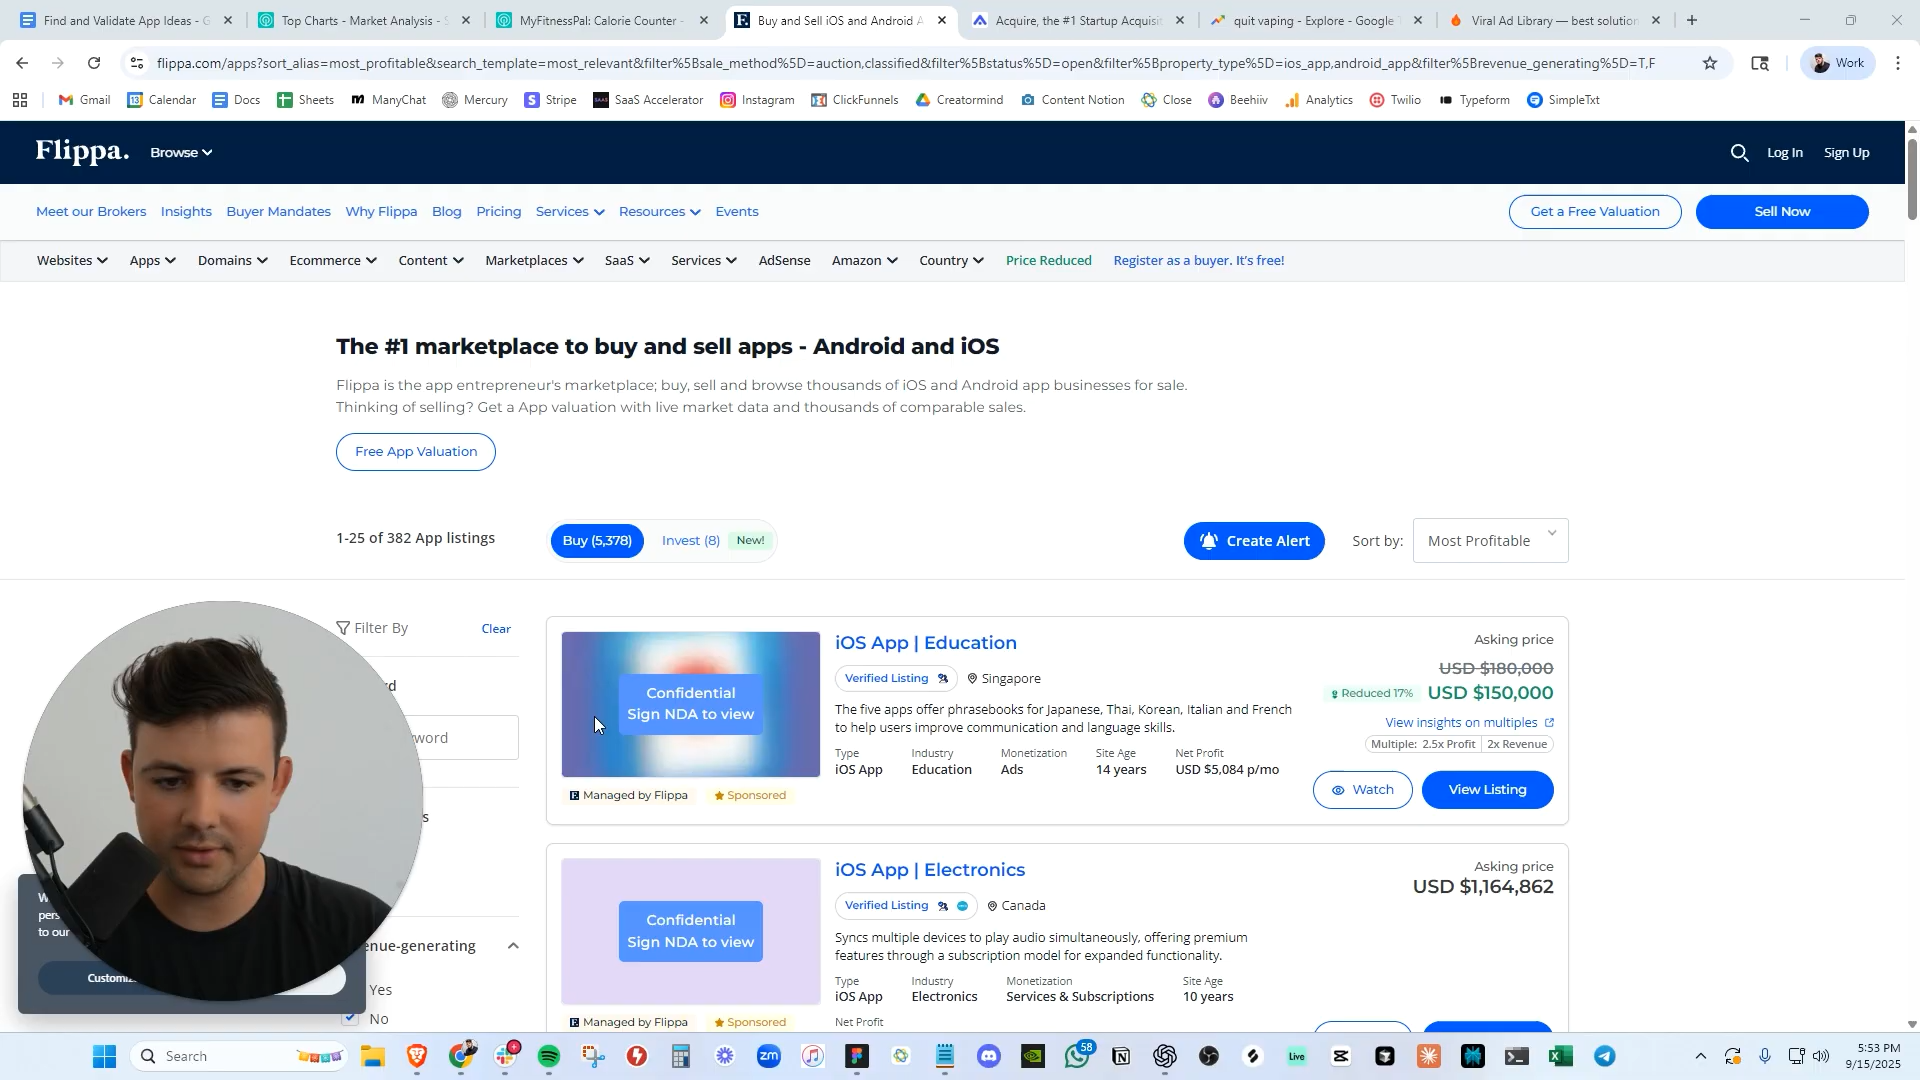 Find and Validate App Ideas - G
Top Charts - Market Analysis - S
MyFitnessPal: Calorie Counter -
Buy and Sell iOS and Android A
Acquire, the #1 Startup Acquisit
quit vaping - Explore - Google T
Viral Ad Library — best solution
flippa.com/apps?sort_alias=most_profitable&search_template=most_relevant&filter%5Bsale_method%5D=auction,classified&filter%5Bstatus%5D=open&filter%5Bproperty_type%5D=ios_app,android_app&filter%5Brevenue_generating%5D=T,F
Work
Gmail
Calendar
Docs
Sheets
ManyChat
Mercury
Stripe
SaaS Accelerator
Instagram
ClickFunnels
Creatormind
Content Notion
Close
Beehiiv
Analytics
Twilio
Typeform
SimpleTxt
Flippa.
Browse
Log In
Sign Up
Meet our Brokers
Insights
Buyer Mandates
Why Flippa
Blog
Pricing
Services
Resources
Events
Get a Free Valuation
Sell Now
Websites
Apps
Domains
Ecommerce
Content
Marketplaces
SaaS
Services
AdSense
Amazon
Country
Price Reduced
Register as a buyer. It's free!
The #1 marketplace to buy and sell apps - Android and iOS
Flippa is the app entrepreneur's marketplace; buy, sell and browse thousands of iOS and Android app businesses for sale.
Thinking of selling? Get a App valuation with live market data and thousands of comparable sales.
Free App Valuation
1-25 of 382 App listings
Buy (5,378)
Invest (8)
New!
Create Alert
Sort by:
Most Profitable
Filter By
Clear
iOS App | Education
Verified Listing
Singapore
The five apps offer phrasebooks for Japanese, Thai, Korean, Italian and French
to help users improve communication and language skills.
Type
iOS App
Industry
Education
Monetization
Ads
Site Age
14 years
Net Profit
USD $5,084 p/mo
Confidential
Sign NDA to view
Managed by Flippa
Sponsored
Asking price
USD $180,000
Reduced 17%
USD $150,000
View insights on multiples
Multiple: 2.5x Profit
2x Revenue
Watch
View Listing
iOS App | Electronics
Verified Listing
Canada
Syncs multiple devices to play audio simultaneously, offering premium
features through a subscription model for expanded functionality.
Type
iOS App
Industry
Electronics
Monetization
Services & Subscriptions
Site Age
10 years
Net Profit
Confidential
Sign NDA to view
Managed by Flippa
Sponsored
Asking price
USD $1,164,862
to our
Yes
No
Search
58
Live
zm
5:53 PM
9/15/2025